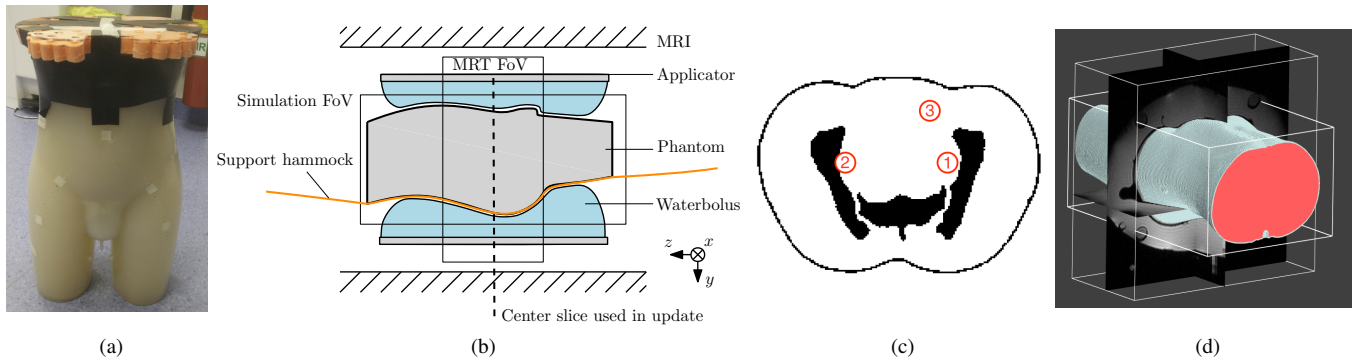 MRI
MRT FoV
Applicator
Simulation FoV
Phantom
Support hammock
Waterbolus
z
x
y
Center slice used in update
3
2
1
(a)
(b)
(c)
(d)